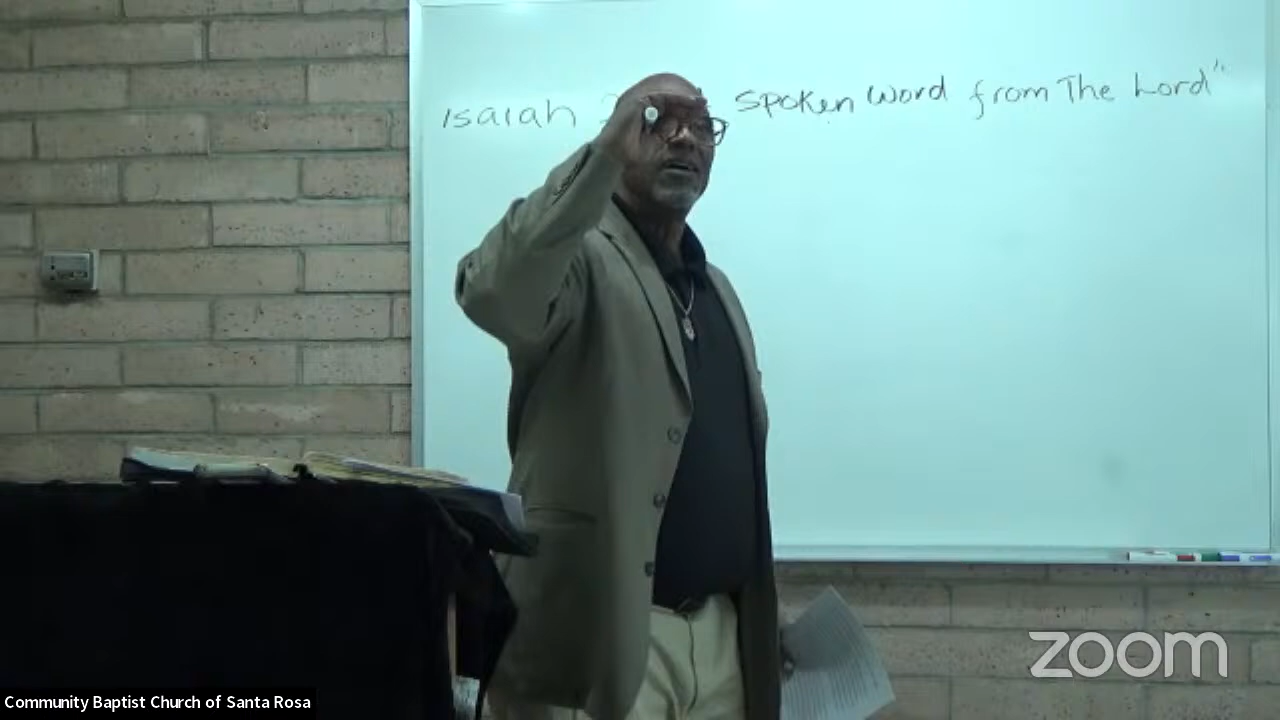 Isaiah spoken word from The Lord"
zoom
Community Baptist Church of Santa Rosa